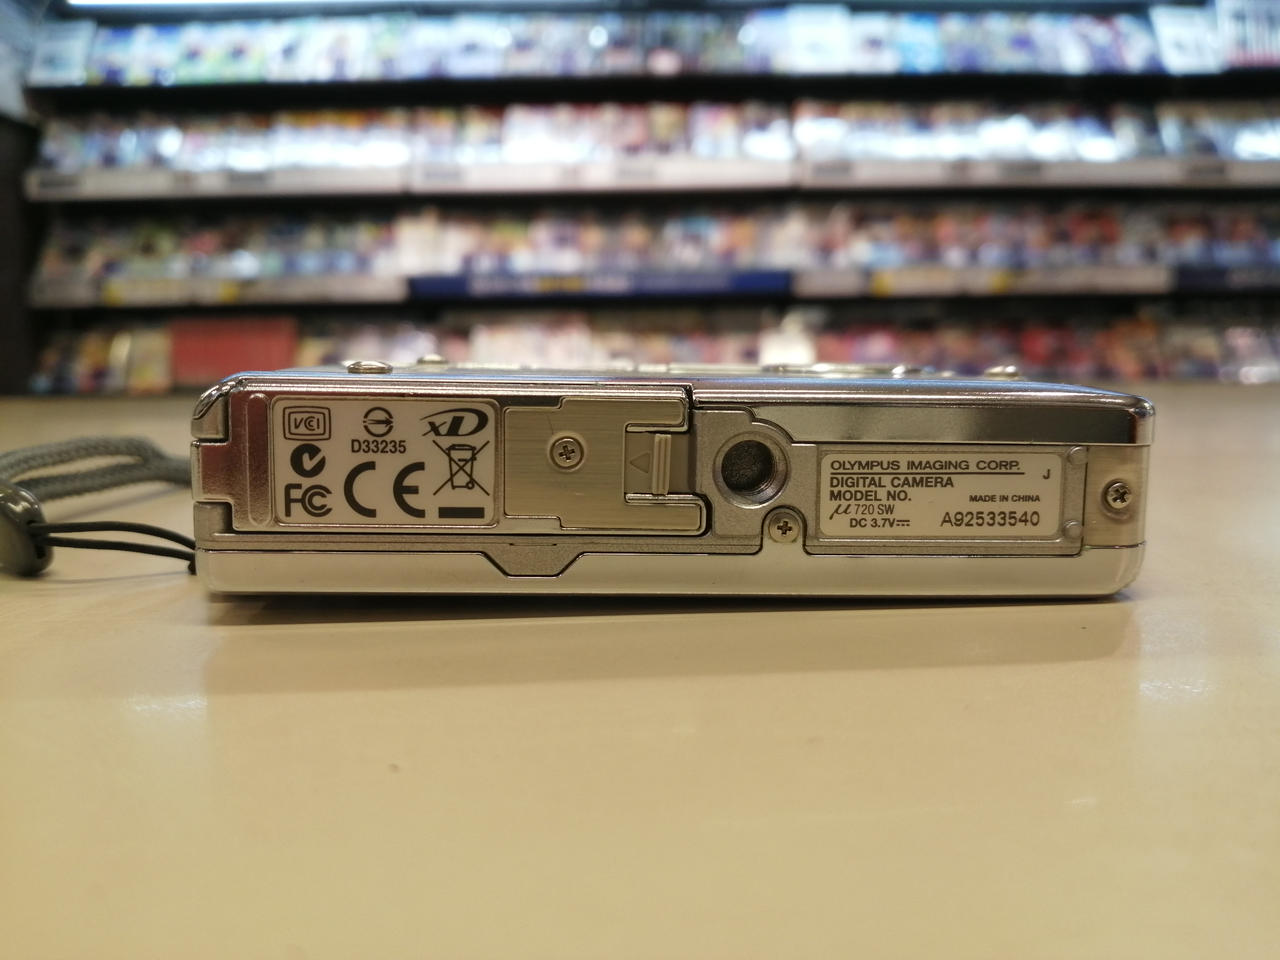 VCCI
D33235
xD
FC
CE
OLYMPUS IMAGING CORP.
J
DIGITAL CAMERA
MODEL NO.
MADE IN CHINA
μ 720 SW
DC 3.7V⎓
A92533540